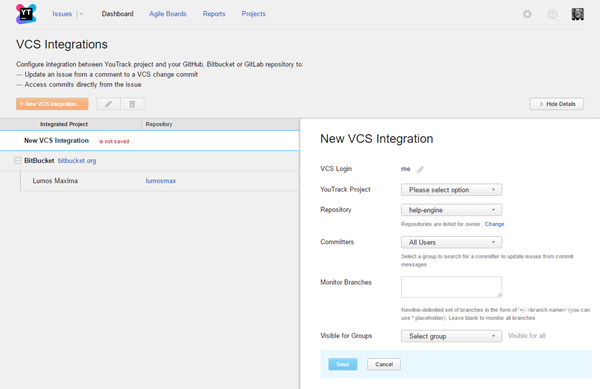 YT
Issues
Dashboard
Agile Boards
Reports
Projects
VCS Integrations
Configure integration between YouTrack project and your GitHub, Bitbucket or GitLab repository to:
— Update an issue from a comment to a VCS change commit
— Access commits directly from the issue
+ New VCS Integration...
> Hide Details
Integrated Project
Repository
New VCS Integration is not saved
BitBucket bitbucket.org
Lumos Maxima
lumosmax
New VCS Integration
VCS Login
me
YouTrack Project
Please select option
Repository
help-engine
Repositories are listed for owner . Change
Committers
All Users
Select a group to search for a committer to update issues from commit
messages
Monitor Branches
Newline-delimited set of branches in the form of '+|-:<branch name>' (you can
use * placeholder). Leave blank to monitor all branches
Visible for Groups
Select group
Visible for all
Save
Cancel